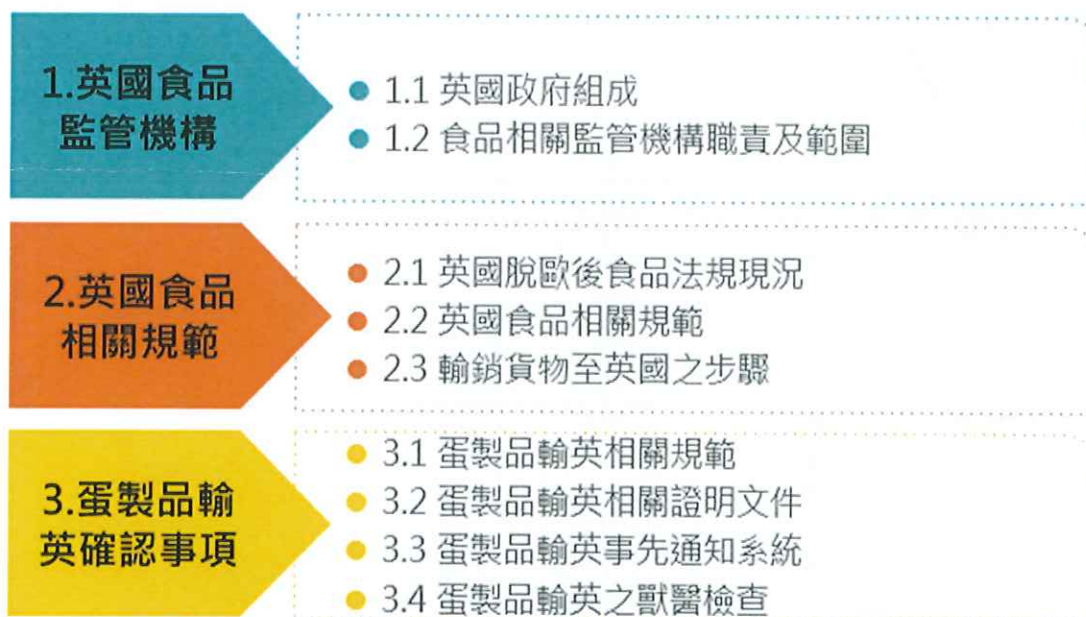 1.英國食品
監管機構
1.1 英國政府組成
1.2 食品相關監管機構職責及範圍
2.英國食品
相關規範
2.1 英國脫歐後食品法規現況
2.2 英國食品相關規範
2.3 輸銷貨物至英國之步驟
3.蛋製品輸
英確認事項
3.1 蛋製品輸英相關規範
3.2 蛋製品輸英相關證明文件
3.3 蛋製品輸英事先通知系統
3.4 蛋製品輸英之獸醫檢查